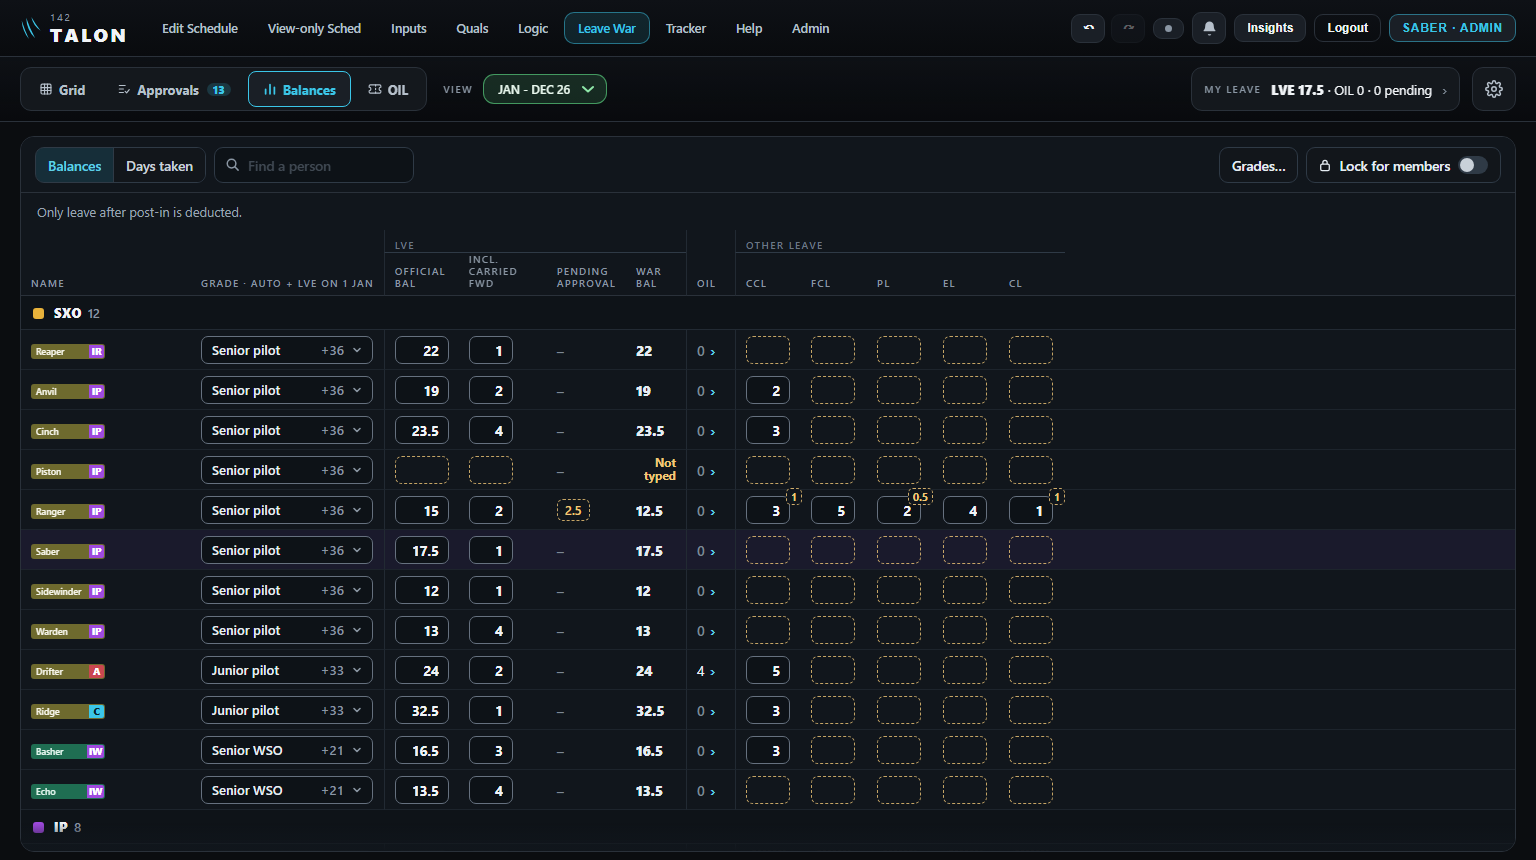 142
TALON
Edit Schedule
View-only Sched
Inputs
Quals
Logic
Leave War
Tracker
Help
Admin
Insights
Logout
SABER · ADMIN
Grid
Approvals 13
Balances
OIL
VIEW
JAN - DEC 26
MY LEAVE LVE 17.5 · OIL 0 · 0 pending ›
Balances
Days taken
Find a person
Grades...
Lock for members
Only leave after post-in is deducted.
LVE
OTHER LEAVE
NAME
GRADE · AUTO + LVE ON 1 JAN
OFFICIAL BAL
INCL. CARRIED FWD
PENDING APPROVAL
WAR BAL
OIL
CCL
FCL
PL
EL
CL
SXO 12
Reaper IR Senior pilot +36 22 1 – 22 0 ›
Anvil IP Senior pilot +36 19 2 – 19 0 › 2
Cinch IP Senior pilot +36 23.5 4 – 23.5 0 › 3
Piston IP Senior pilot +36 – Not typed 0 ›
Ranger IP Senior pilot +36 15 2 2.5 12.5 0 › 3 1 5 2 0.5 4 1 1
Saber IP Senior pilot +36 17.5 1 – 17.5 0 ›
Sidewinder IP Senior pilot +36 12 1 – 12 0 ›
Warden IP Senior pilot +36 13 4 – 13 0 ›
Drifter A Junior pilot +33 24 2 – 24 4 › 5
Ridge C Junior pilot +33 32.5 1 – 32.5 0 › 3
Basher IW Senior WSO +21 16.5 3 – 16.5 0 › 3
Echo IW Senior WSO +21 13.5 4 – 13.5 0 ›
IP 8